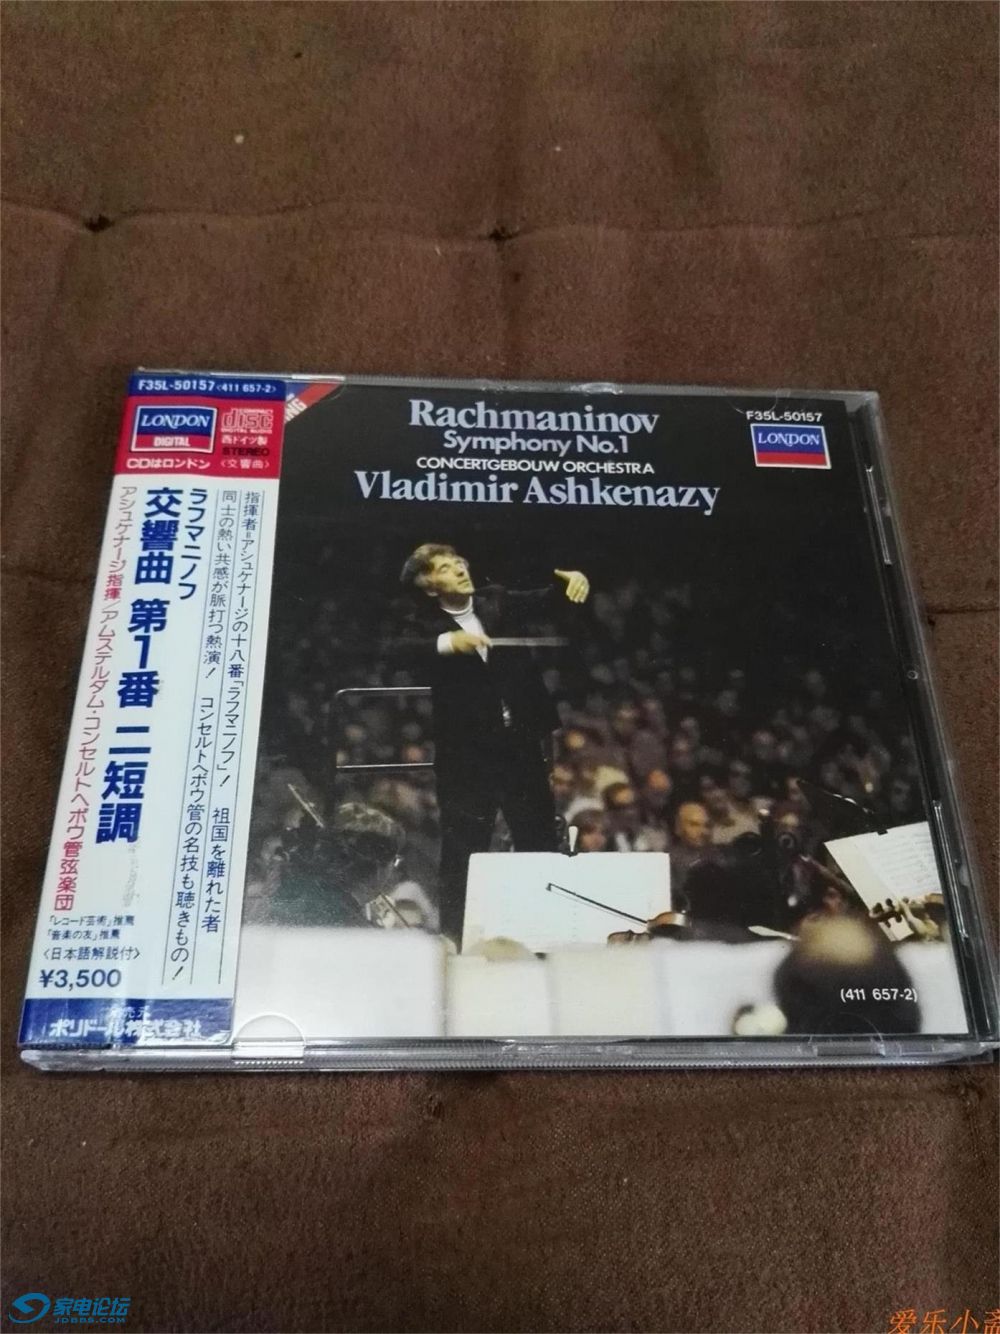 F35L-50157<411 657-2>
LONDON
DIGITAL
CDはロンドン
COMPACT
disc
DIGITAL AUDIO
西ドイツ製
STEREO
〈交響曲〉
指揮者=アシュケナージの十八番「ラフマニノフ」! 祖国を離れた者
同士の熱い共感が脈打つ熱演! コンセルトヘボウ管の名技も聴きもの!
ラフマニノフ
交響曲 第1番 ニ短調
アシュケナージ指揮/アムステルダム・コンセルトヘボウ管弦楽団
「レコード芸術」推薦
「音楽の友」推薦
〈日本語解説付〉
¥3,500
発売元
ポリドール株式会社
Rachmaninov
Symphony No.1
CONCERTGEBOUW ORCHESTRA
Vladimir Ashkenazy
F35L-50157
LONDON
(411 657-2)
家电论坛
JDBBS.COM
爱乐小斋